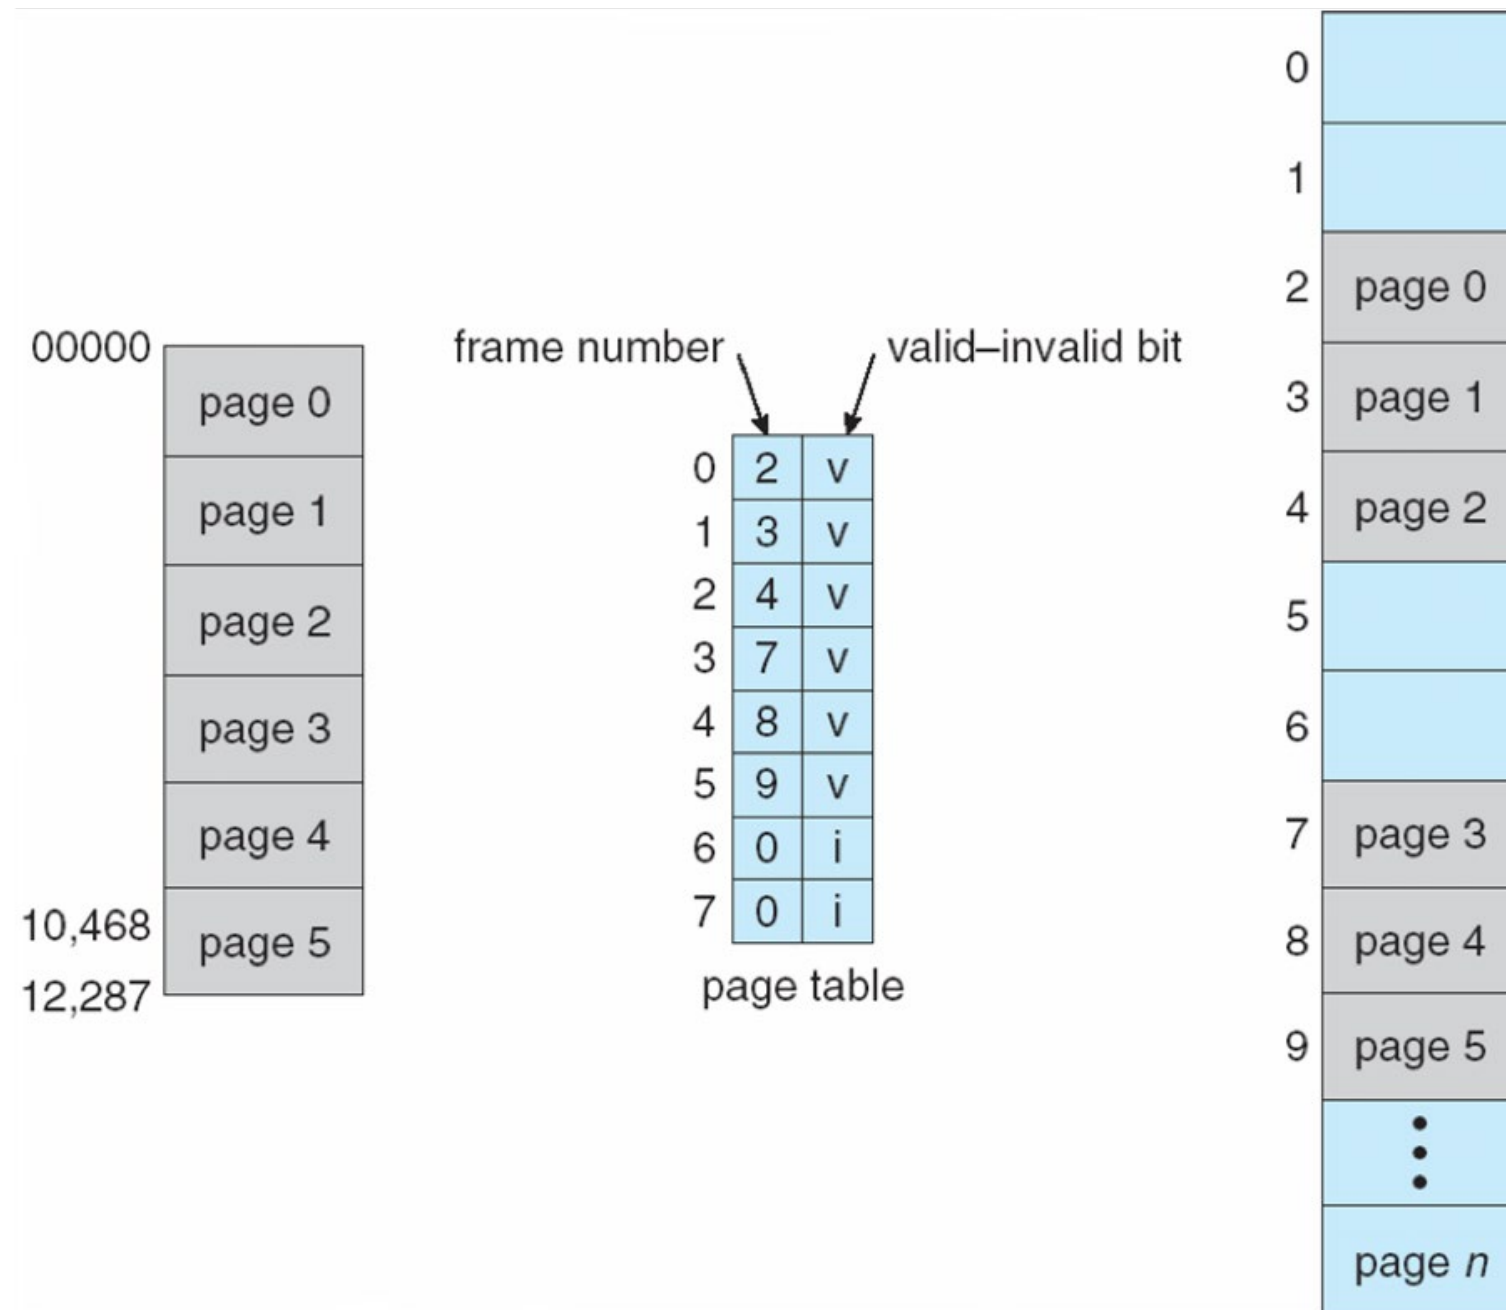 00000
page 0
page 1
page 2
page 3
page 4
10,468
page 5
12,287
frame number
valid–invalid bit
0 2 v
1 3 v
2 4 v
3 7 v
4 8 v
5 9 v
6 0 i
7 0 i
page table
0
1
2 page 0
3 page 1
4 page 2
5
6
7 page 3
8 page 4
9 page 5
page n